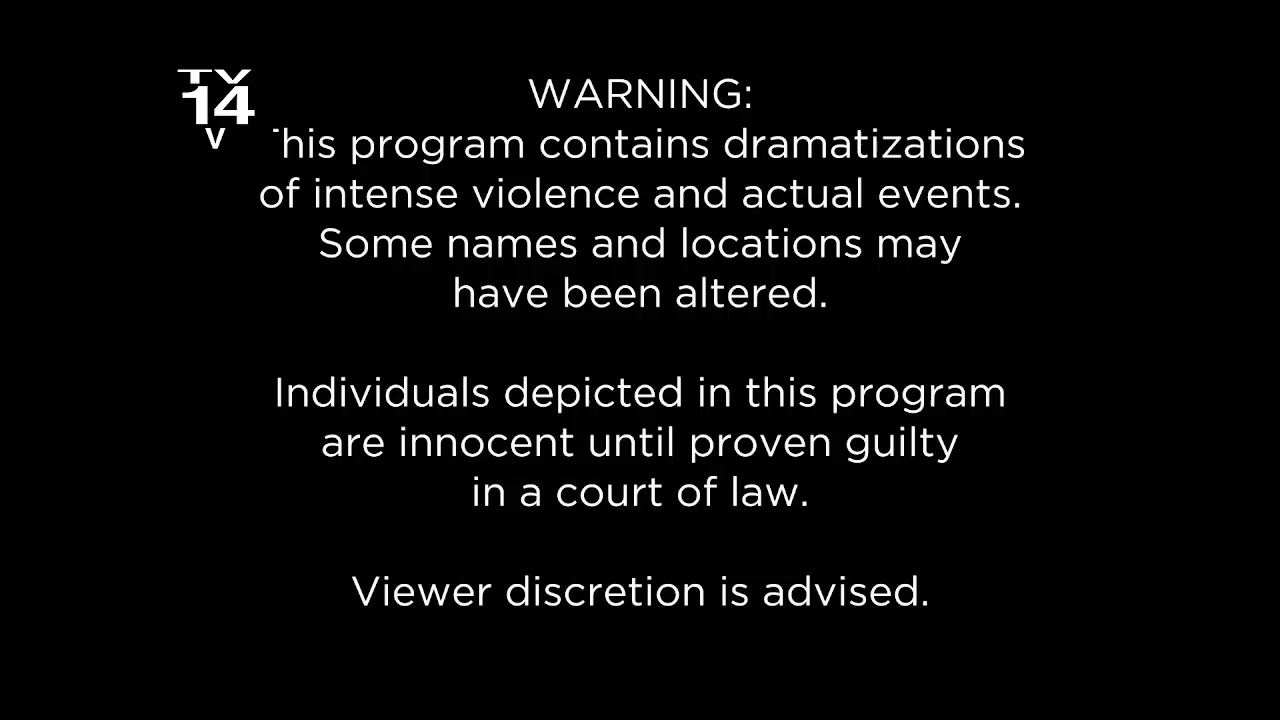 TV
14
V
WARNING:
This program contains dramatizations
of intense violence and actual events.
Some names and locations may
have been altered.
Individuals depicted in this program
are innocent until proven guilty
in a court of law.
Viewer discretion is advised.